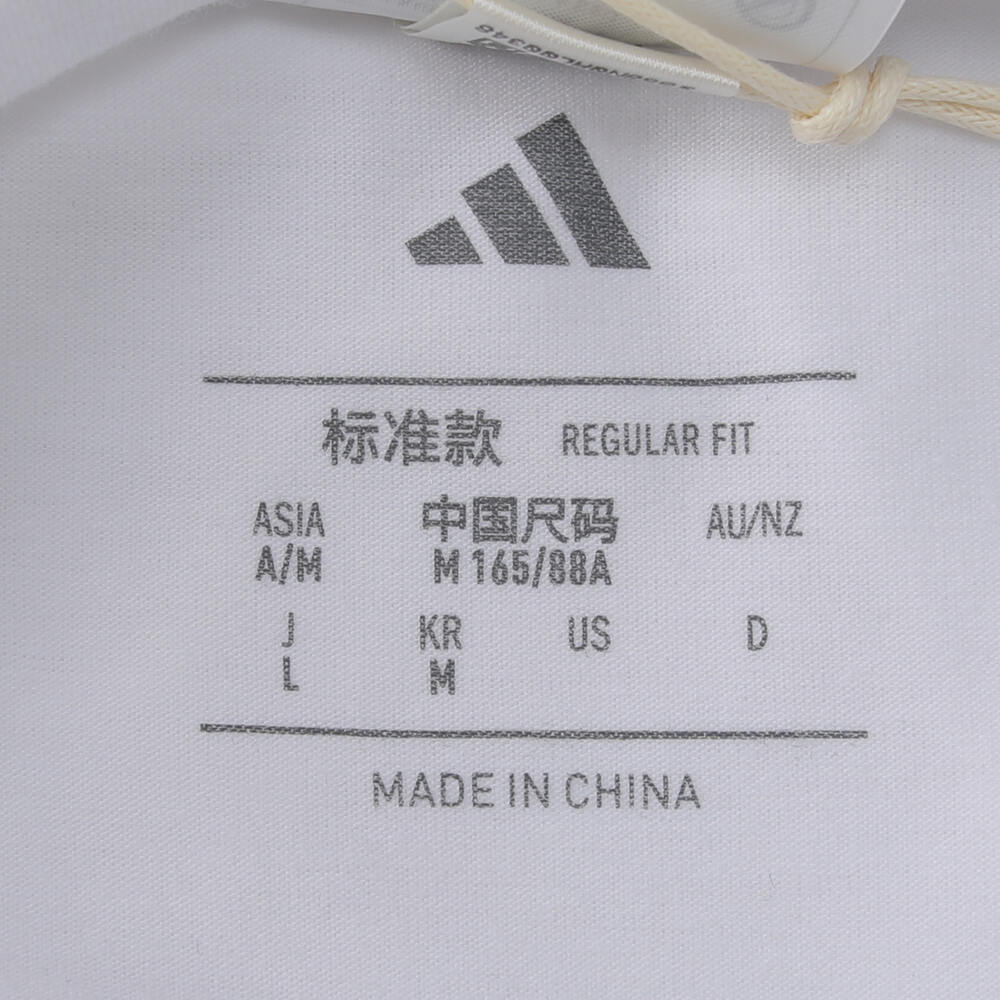 标准款 REGULAR FIT
ASIA 中国尺码 AU/NZ
A/M M 165/88A
J KR US D
L M
MADE IN CHINA